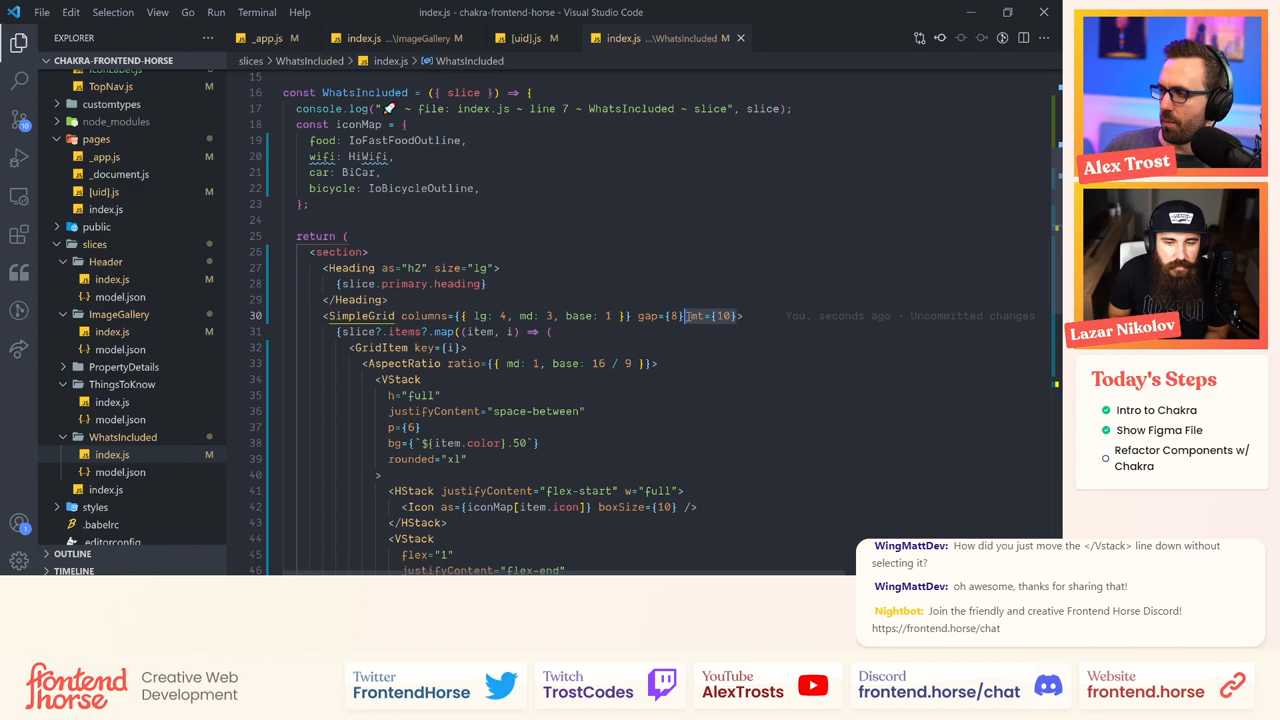 File Edit Selection View Go Run Terminal Help
index.js - chakra-frontend-horse - Visual Studio Code
EXPLORER
_app.js M
index.js ...\ImageGallery M
[uid].js M
index.js ...\WhatsIncluded M
CHAKRA-FRONTEND-HORSE
IconLabel.js
TopNav.js M
customtypes
node_modules
pages
_app.js M
_document.js
[uid].js M
index.js
public
slices
Header
index.js M
model.json
ImageGallery
index.js M
model.json
PropertyDetails
ThingsToKnow
index.js M
model.json
WhatsIncluded
index.js M
model.json
index.js
styles
.babelrc
.editorconfig
OUTLINE
TIMELINE
10
1
slices > WhatsIncluded > index.js > WhatsIncluded
15
16 const WhatsIncluded = ({ slice }) => {
17 console.log("🚀 ~ file: index.js ~ line 7 ~ WhatsIncluded ~ slice", slice);
18 const iconMap = {
19 food: IoFastFoodOutline,
20 wifi: HiWifi,
21 car: BiCar,
22 bicycle: IoBicycleOutline,
23 };
24
25 return (
26 <section>
27 <Heading as="h2" size="lg">
28 {slice.primary.heading}
29 </Heading>
30 <SimpleGrid columns={{ lg: 4, md: 3, base: 1 }} gap={8} mt={10}> You, seconds ago · Uncommitted changes
31 {slice?.items?.map((item, i) => (
32 <GridItem key={i}>
33 <AspectRatio ratio={{ md: 1, base: 16 / 9 }}>
34 <VStack
35 h="full"
36 justifyContent="space-between"
37 p={6}
38 bg={`${item.color}.50`}
39 rounded="xl"
40 >
41 <HStack justifyContent="flex-start" w="full">
42 <Icon as={iconMap[item.icon]} boxSize={10} />
43 </HStack>
44 <VStack
45 flex="1"
46 justifyContent="flex-end"
Alex Trost
Lazar Nikolov
Today's Steps
Intro to Chakra
Show Figma File
Refactor Components w/
Chakra
WingMattDev: How did you just move the </Vstack> line down without
selecting it?
WingMattDev: oh awesome, thanks for sharing that!
Nightbot: Join the friendly and creative Frontend Horse Discord!
https://frontend.horse/chat
frontend
horse
Creative Web
Development
Twitter
FrontendHorse
Twitch
TrostCodes
YouTube
AlexTrosts
Discord
frontend.horse/chat
Website
frontend.horse